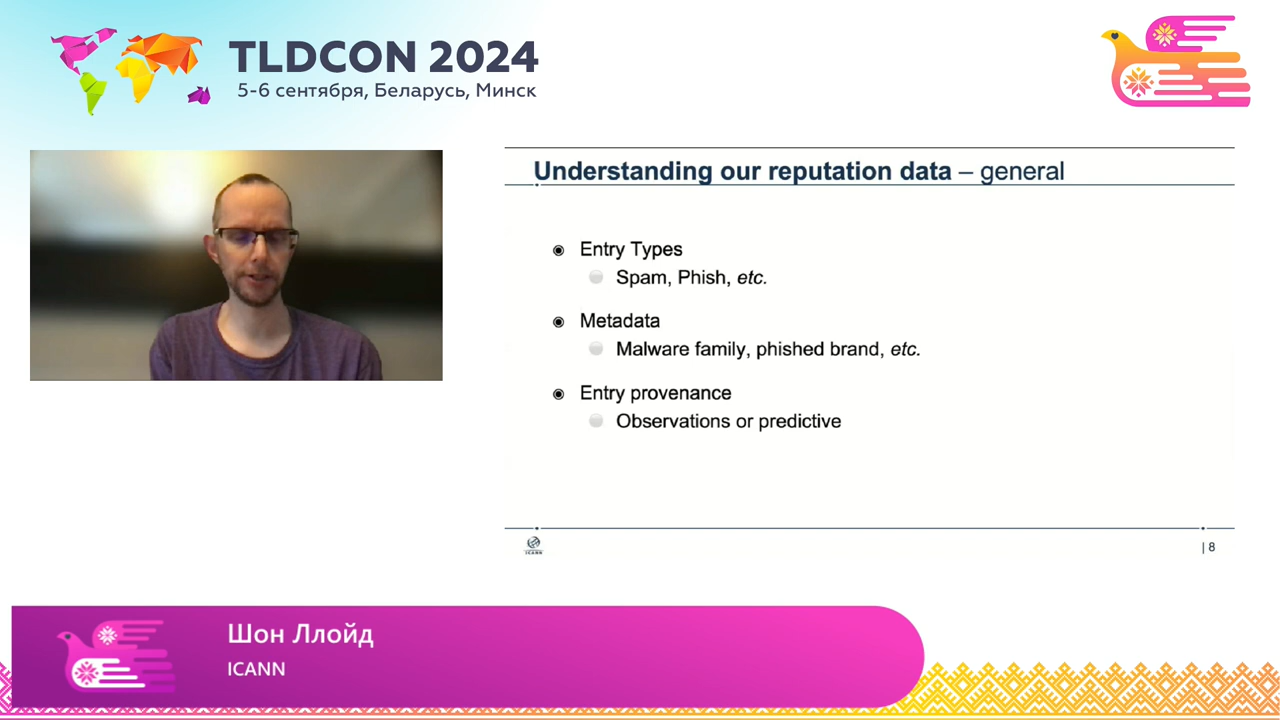 TLDCON 2024
5-6 сентября, Беларусь, Минск
Understanding our reputation data – general
Entry Types
Spam, Phish, etc.
Metadata
Malware family, phished brand, etc.
Entry provenance
Observations or predictive
ICANN
| 8
Шон Ллойд
ICANN